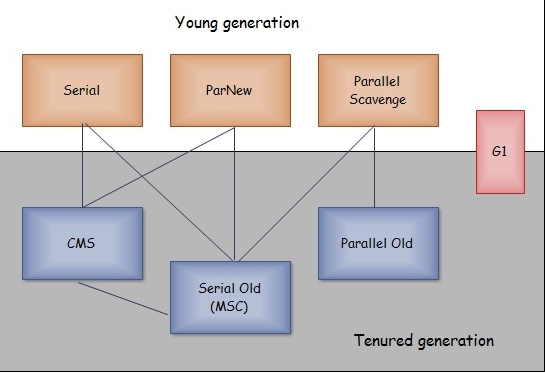 Young generation
Serial
ParNew
Parallel
Scavenge
G1
CMS
Parallel Old
Serial Old
(MSC)
Tenured generation